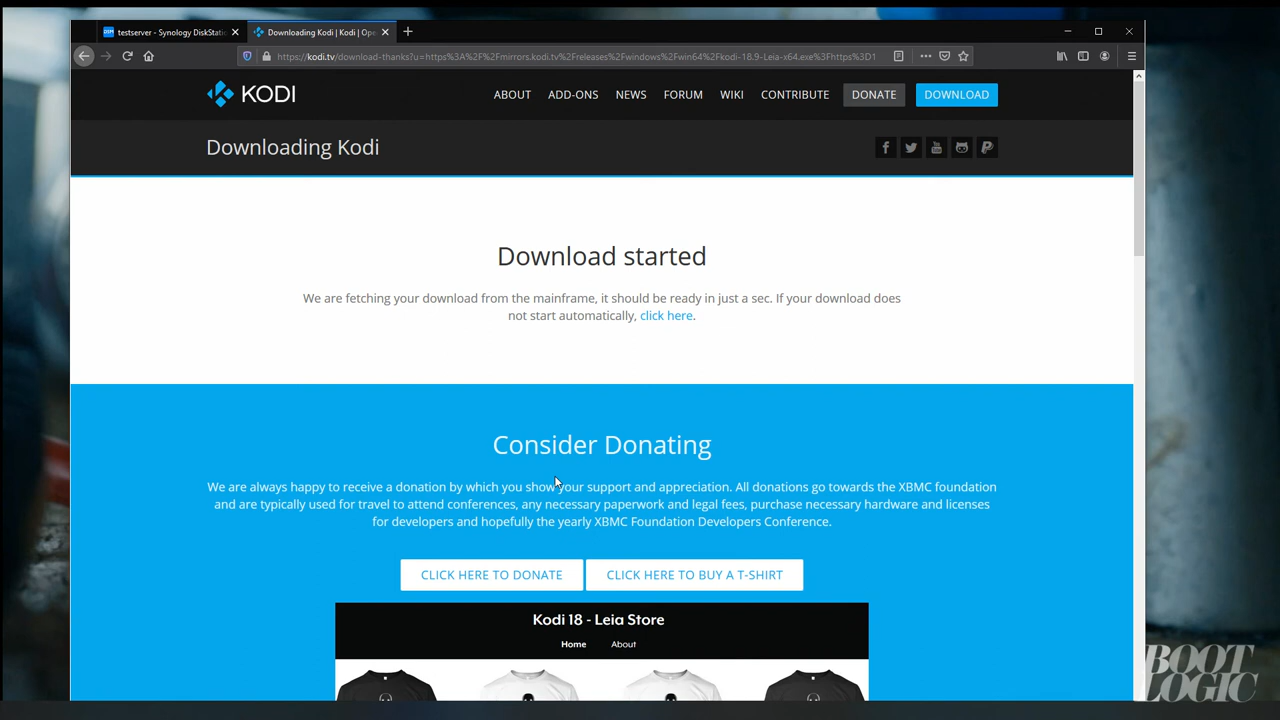 testserver - Synology DiskStati
Downloading Kodi | Kodi | Ope
https://kodi.tv/download-thanks?u=https%3A%2F%2Fmirrors.kodi.tv%2Freleases%2Fwindows%2Fwin64%2Fkodi-18.9-Leia-x64.exe%3Fhttps%3D1
KODI
ABOUT
ADD-ONS
NEWS
FORUM
WIKI
CONTRIBUTE
DONATE
DOWNLOAD
Downloading Kodi
Download started
We are fetching your download from the mainframe, it should be ready in just a sec. If your download does
not start automatically, click here.
Consider Donating
We are always happy to receive a donation by which you show your support and appreciation. All donations go towards the XBMC foundation
and are typically used for travel to attend conferences, any necessary paperwork and legal fees, purchase necessary hardware and licenses
for developers and hopefully the yearly XBMC Foundation Developers Conference.
CLICK HERE TO DONATE
CLICK HERE TO BUY A T-SHIRT
Kodi 18 - Leia Store
Home
About
BOOT
LOGIC